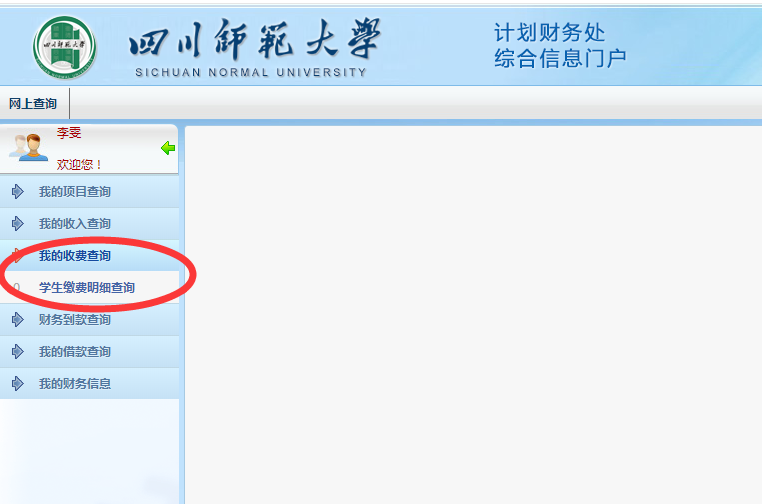 四川師範大學
SICHUAN NORMAL UNIVERSITY
计划财务处
综合信息门户
网上查询
李雯
欢迎您！
我的项目查询
我的收入查询
我的收费查询
学生缴费明细查询
财务到款查询
我的借款查询
我的财务信息